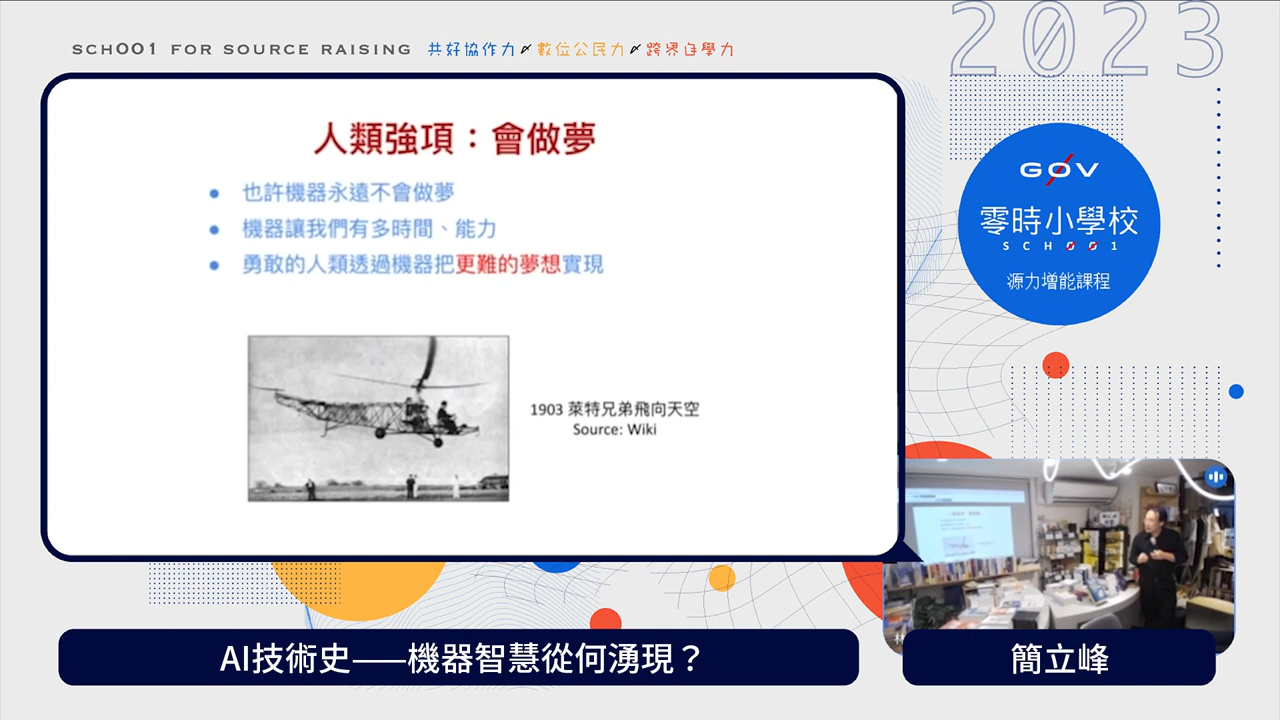 SCH001 FOR SOURCE RAISING 共好協作力 數位公民力 跨界自學力
2023
人類強項：會做夢
也許機器永遠不會做夢
機器讓我們有多時間、能力
勇敢的人類透過機器把更難的夢想實現
1903 萊特兄弟飛向天空
Source: Wiki
G0V
零時小學校
SCH001
源力增能課程
AI技術史——機器智慧從何湧現？
簡立峰